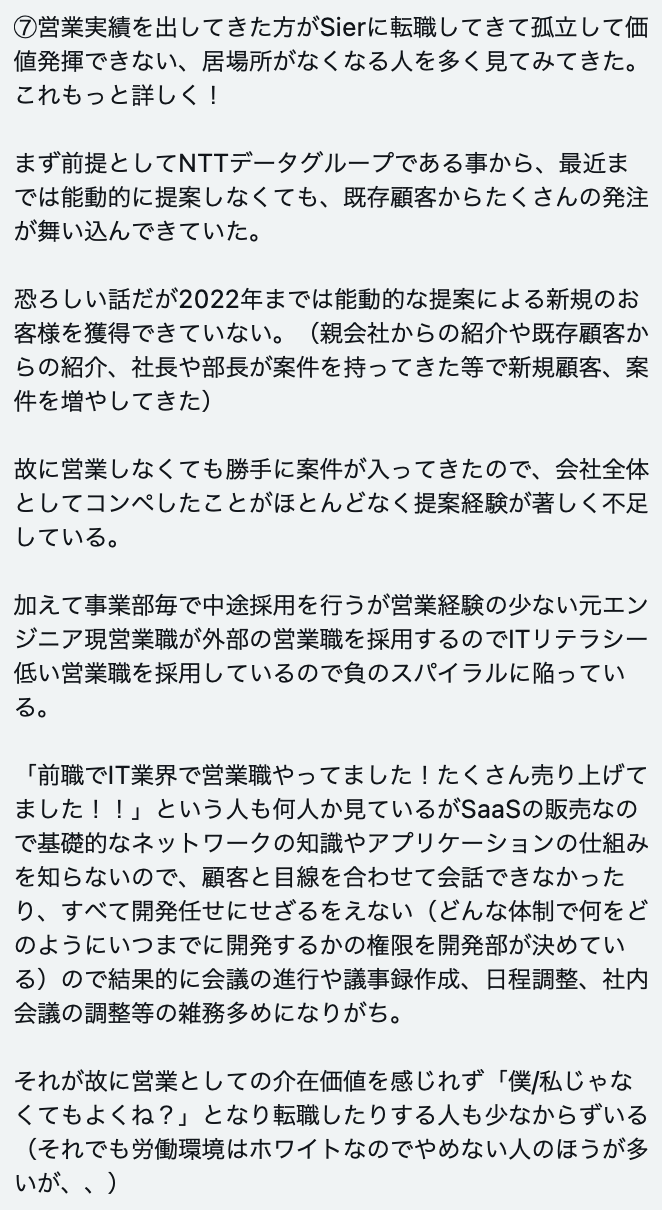 ⑦営業実績を出してきた方がSierに転職してきて孤立して価
値発揮できない、居場所がなくなる人を多く見てみてきた。
これもっと詳しく！
まず前提としてNTTデータグループである事から、最近ま
では能動的に提案しなくても、既存顧客からたくさんの発注
が舞い込んできていた。
恐ろしい話だが2022年までは能動的な提案による新規のお
客様を獲得できていない。（親会社からの紹介や既存顧客か
らの紹介、社長や部長が案件を持ってきた等で新規顧客、案
件を増やしてきた）
故に営業しなくても勝手に案件が入ってきたので、会社全体
としてコンペしたことがほとんどなく提案経験が著しく不足
している。
加えて事業部毎で中途採用を行うが営業経験の少ない元エン
ジニア現営業職が外部の営業職を採用するのでITリテラシー
低い営業職を採用しているので負のスパイラルに陥ってい
る。
「前職でIT業界で営業職やってました！たくさん売り上げて
ました！！」という人も何人か見ているがSaaSの販売なの
で基礎的なネットワークの知識やアプリケーションの仕組み
を知らないので、顧客と目線を合わせて会話できなかった
り、すべて開発任せにせざるをえない（どんな体制で何をど
のようにいつまでに開発するかの権限を開発部が決めてい
る）ので結果的に会議の進行や議事録作成、日程調整、社内
会議の調整等の雑務多めになりがち。
それが故に営業としての介在価値を感じれず「僕/私じゃな
くてもよくね？」となり転職したりする人も少なからずいる
（それでも労働環境はホワイトなのでやめない人のほうが多
いが、、）